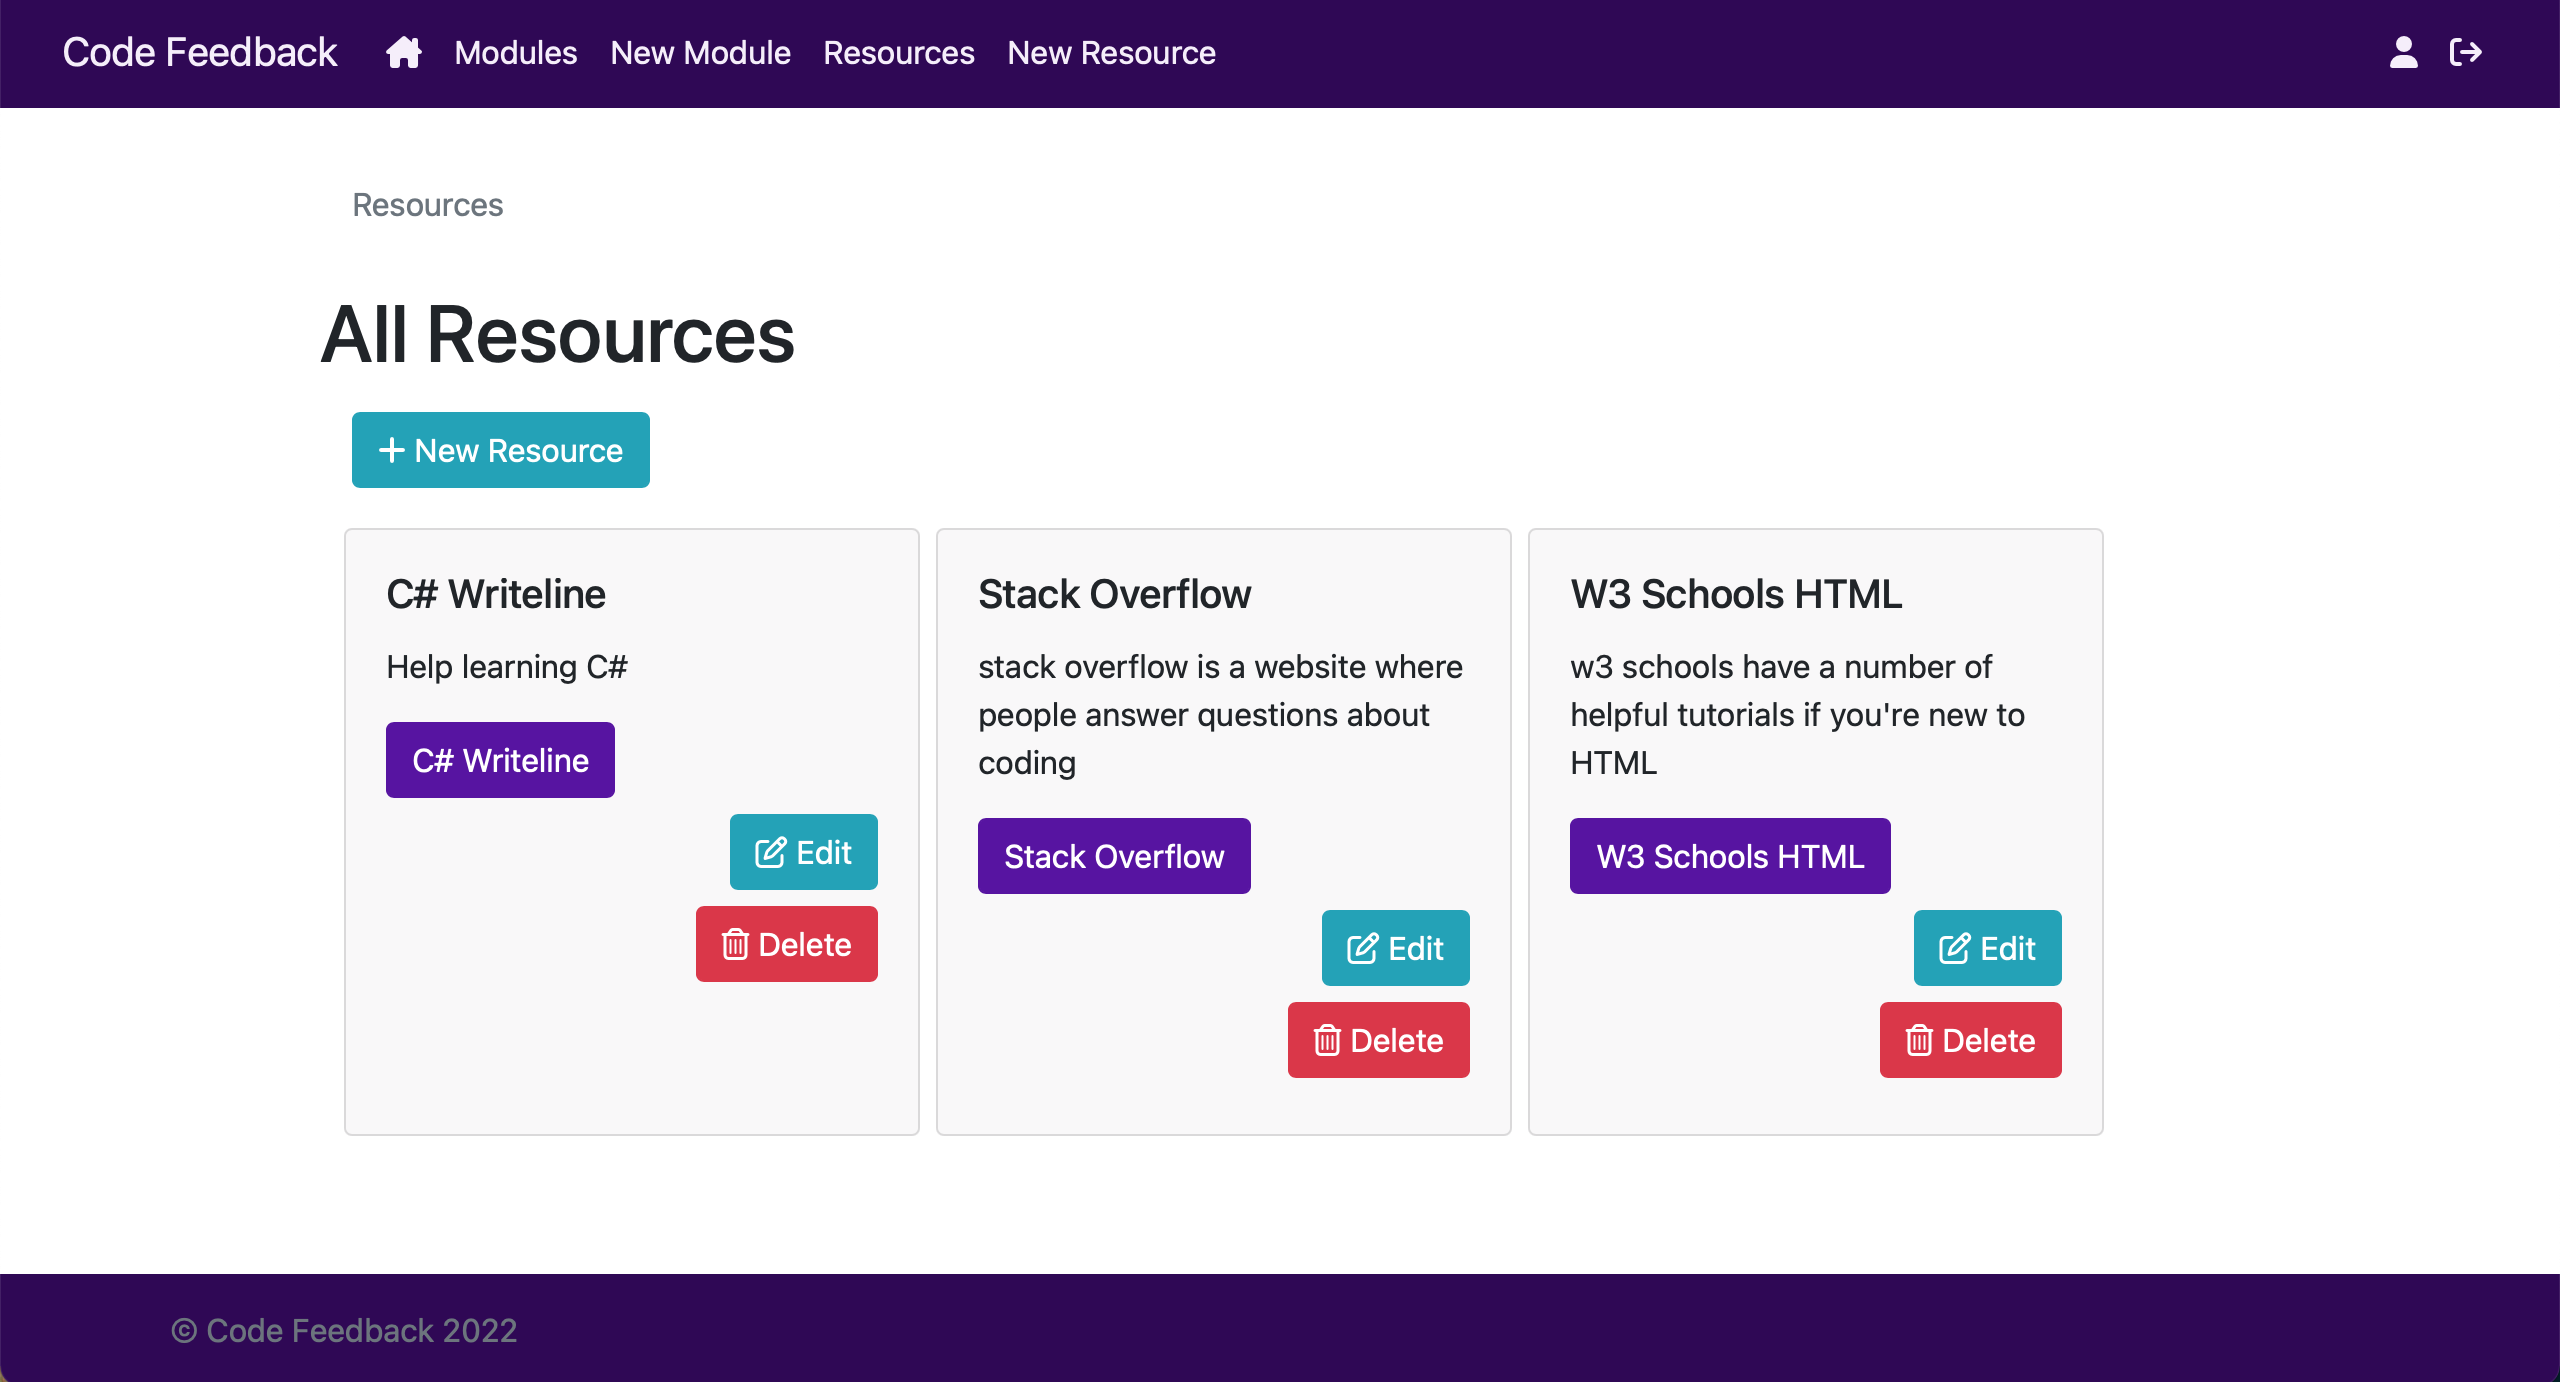 Code Feedback Modules New Module Resources New Resource
Resources
All Resources
New Resource
C# Writeline
Help learning C#
C# Writeline
Edit
Delete
Stack Overflow
stack overflow is a website where
people answer questions about
coding
Stack Overflow
Edit
Delete
W3 Schools HTML
w3 schools have a number of
helpful tutorials if you're new to
HTML
W3 Schools HTML
Edit
Delete
© Code Feedback 2022